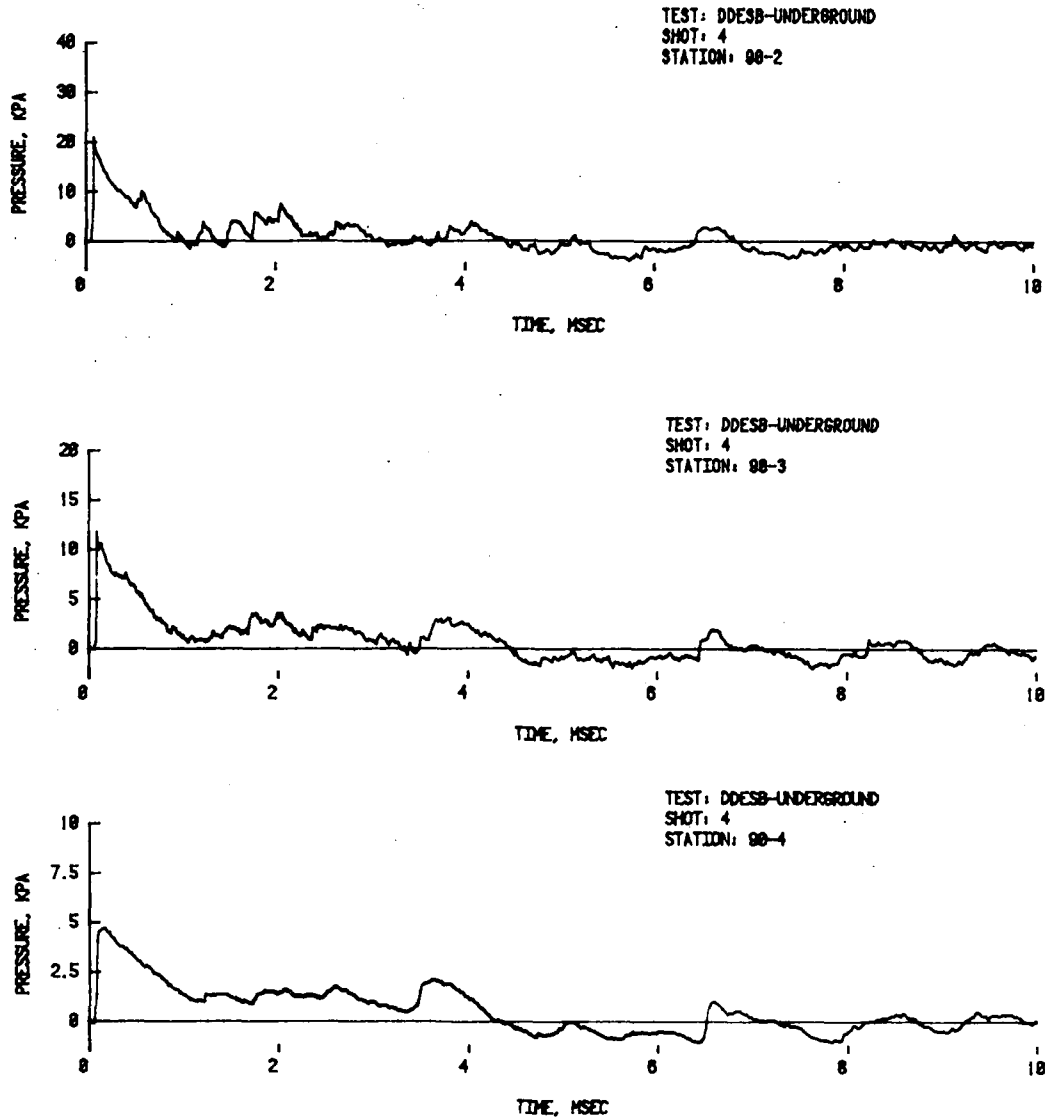 TEST: DDESB-UNDERGROUND
SHOT: 4
STATION: 90-2
PRESSURE, KPA
40
30
20
10
0
0 2 4 6 8 10
TIME, MSEC
TEST: DDESB-UNDERGROUND
SHOT: 4
STATION: 90-3
PRESSURE, KPA
20
15
10
5
0
0 2 4 6 8 10
TIME, MSEC
TEST: DDESB-UNDERGROUND
SHOT: 4
STATION: 90-4
PRESSURE, KPA
10
7.5
5
2.5
0
0 2 4 6 8 10
TIME, MSEC